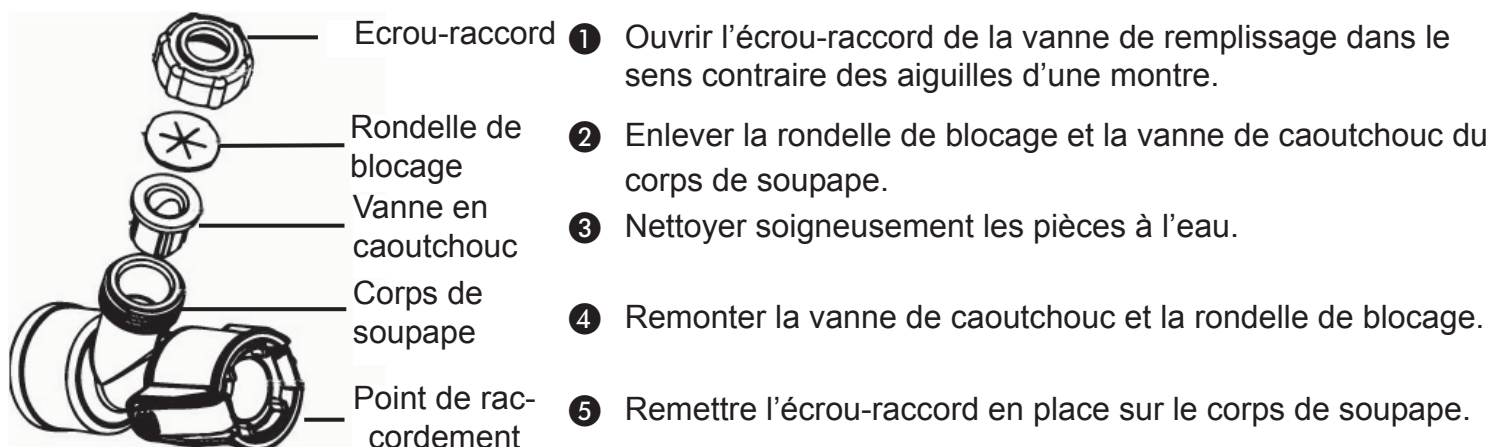 Ecrou-raccord
Rondelle de
blocage
Vanne en
caoutchouc
Corps de
soupape
Point de rac-
cordement
❶ Ouvrir l’écrou-raccord de la vanne de remplissage dans le
sens contraire des aiguilles d’une montre.
❷ Enlever la rondelle de blocage et la vanne de caoutchouc du
corps de soupape.
❸ Nettoyer soigneusement les pièces à l’eau.
❹ Remonter la vanne de caoutchouc et la rondelle de blocage.
❺ Remettre l’écrou-raccord en place sur le corps de soupape.